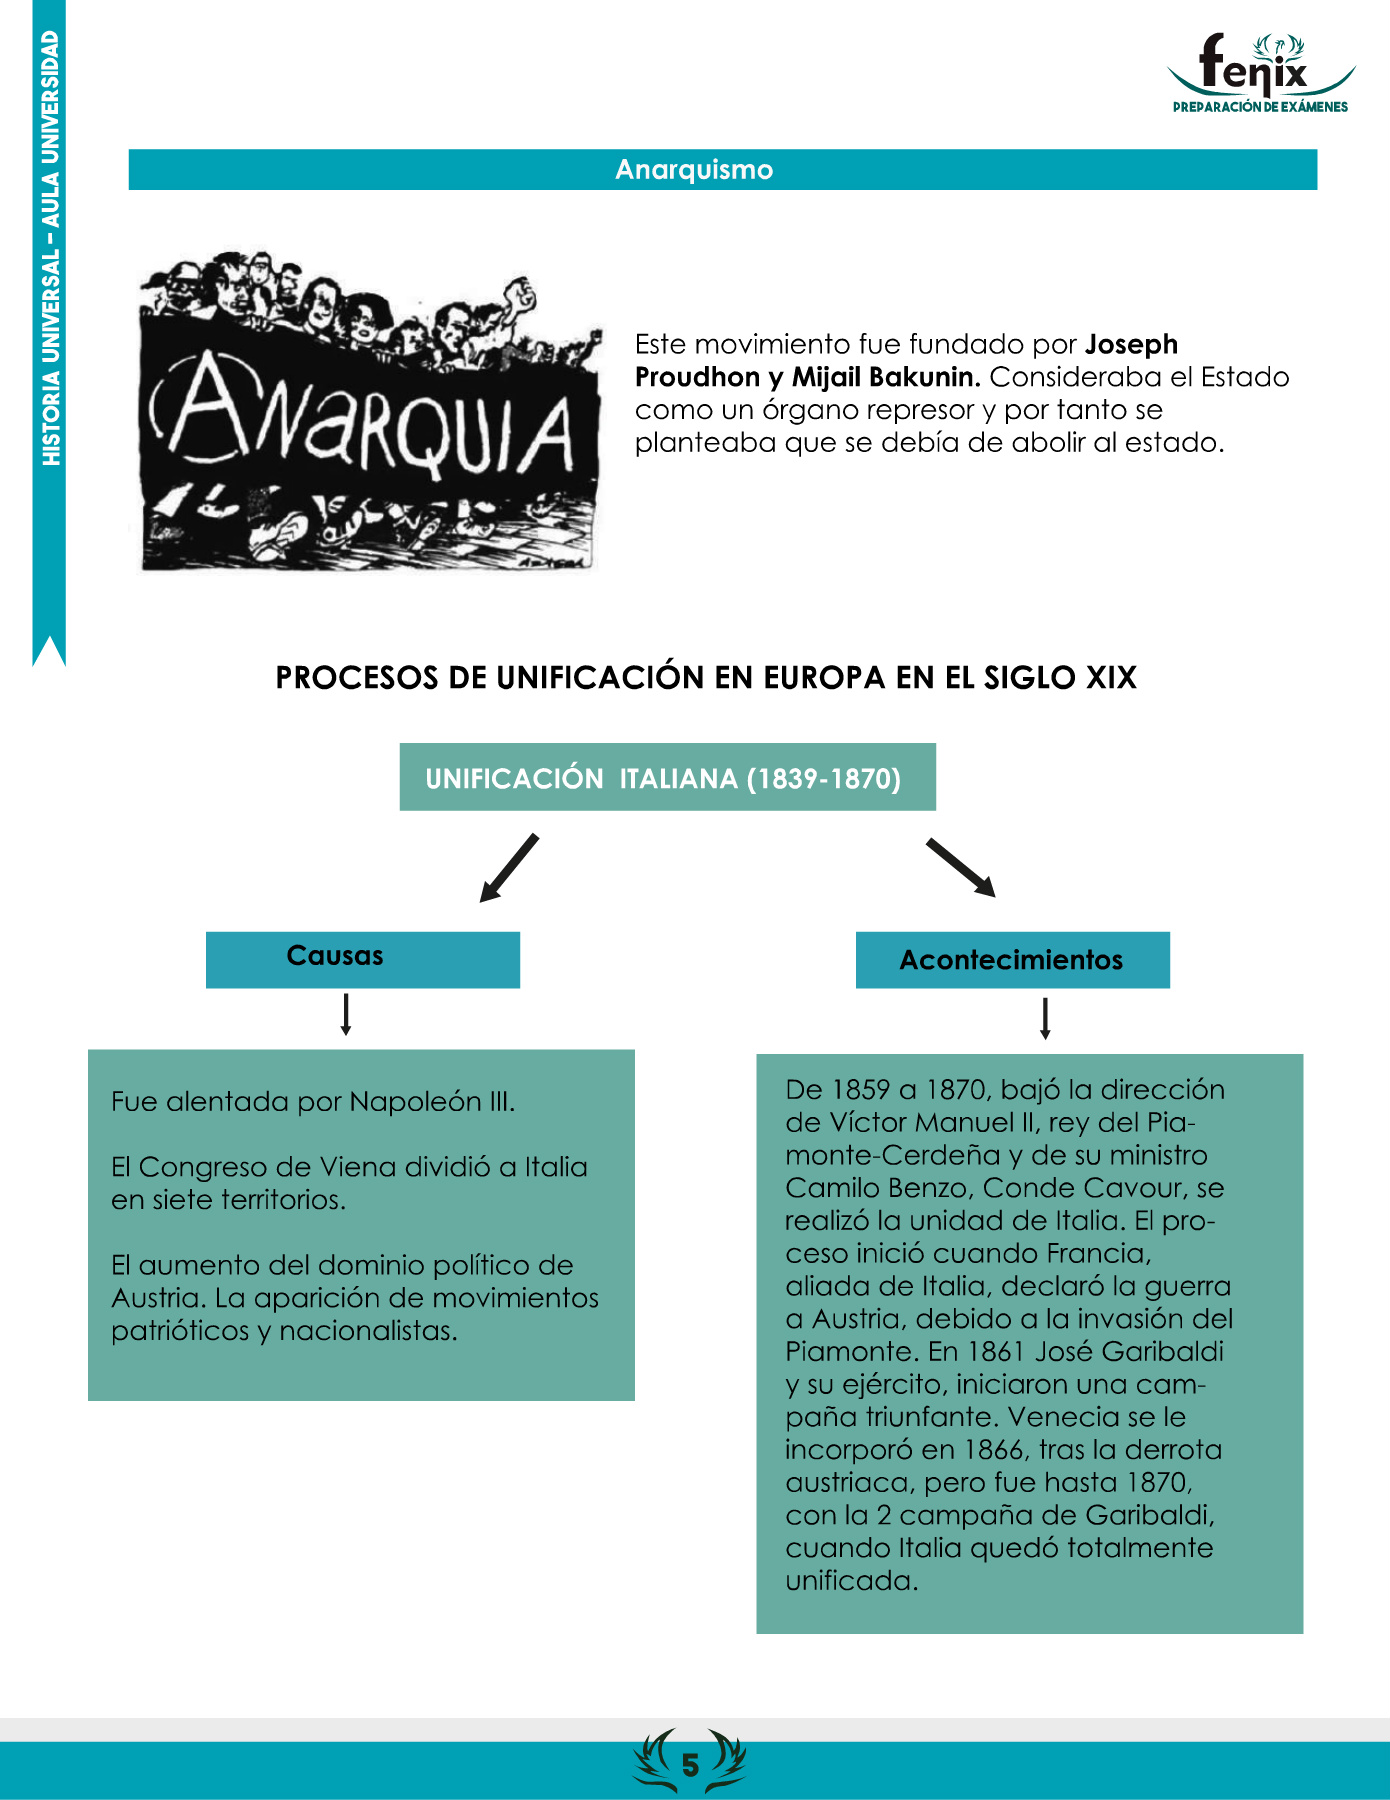 HISTORIA UNIVERSAL – AULA UNIVERSIDAD
fenix
PREPARACIÓN DE EXÁMENES
Anarquismo
ANARQUIA
Este movimiento fue fundado por Joseph
Proudhon y Mijail Bakunin. Consideraba el Estado
como un órgano represor y por tanto se
planteaba que se debía de abolir al estado.
PROCESOS DE UNIFICACIÓN EN EUROPA EN EL SIGLO XIX
UNIFICACIÓN ITALIANA (1839-1870)
Causas
Fue alentada por Napoleón III.
El Congreso de Viena dividió a Italia
en siete territorios.
El aumento del dominio político de
Austria. La aparición de movimientos
patrióticos y nacionalistas.
Acontecimientos
De 1859 a 1870, bajó la dirección
de Víctor Manuel II, rey del Pia-
monte-Cerdeña y de su ministro
Camilo Benzo, Conde Cavour, se
realizó la unidad de Italia. El pro-
ceso inició cuando Francia,
aliada de Italia, declaró la guerra
a Austria, debido a la invasión del
Piamonte. En 1861 José Garibaldi
y su ejército, iniciaron una cam-
paña triunfante. Venecia se le
incorporó en 1866, tras la derrota
austriaca, pero fue hasta 1870,
con la 2 campaña de Garibaldi,
cuando Italia quedó totalmente
unificada.
5